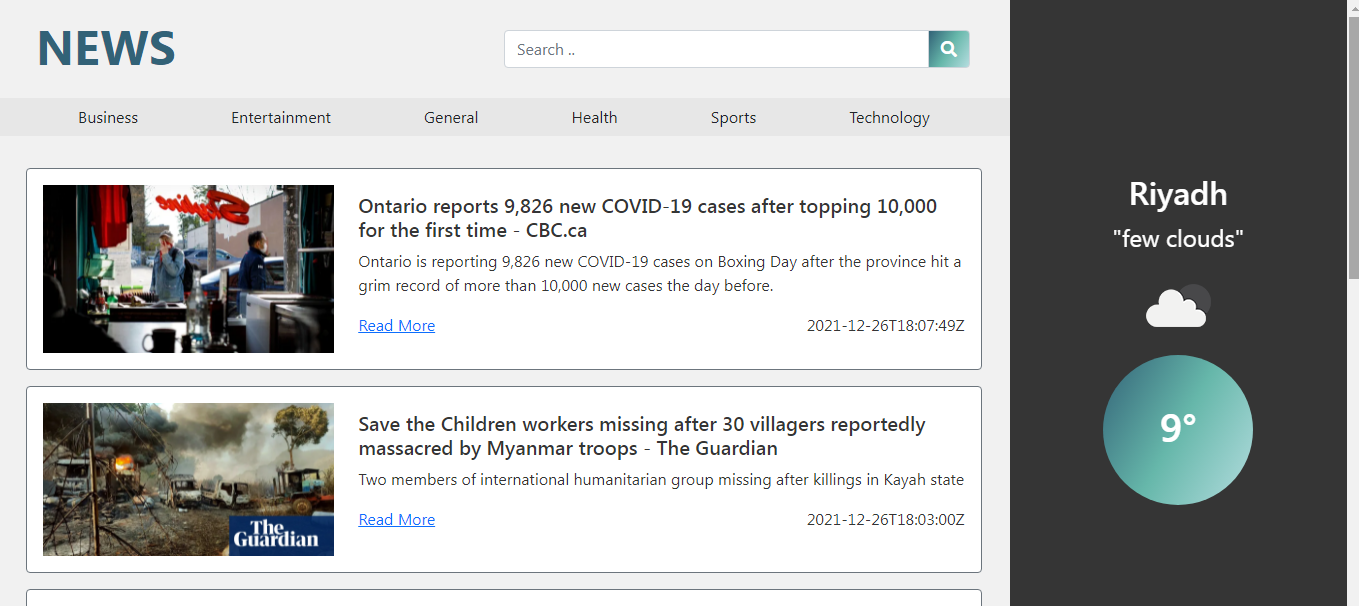 NEWS
Search ..
Business Entertainment General Health Sports Technology
Skyline
Ontario reports 9,826 new COVID-19 cases after topping 10,000
for the first time - CBC.ca
Ontario is reporting 9,826 new COVID-19 cases on Boxing Day after the province hit a
grim record of more than 10,000 new cases the day before.
Read More 2021-12-26T18:07:49Z
The
Guardian
Save the Children workers missing after 30 villagers reportedly
massacred by Myanmar troops - The Guardian
Two members of international humanitarian group missing after killings in Kayah state
Read More 2021-12-26T18:03:00Z
Riyadh
"few clouds"
9°